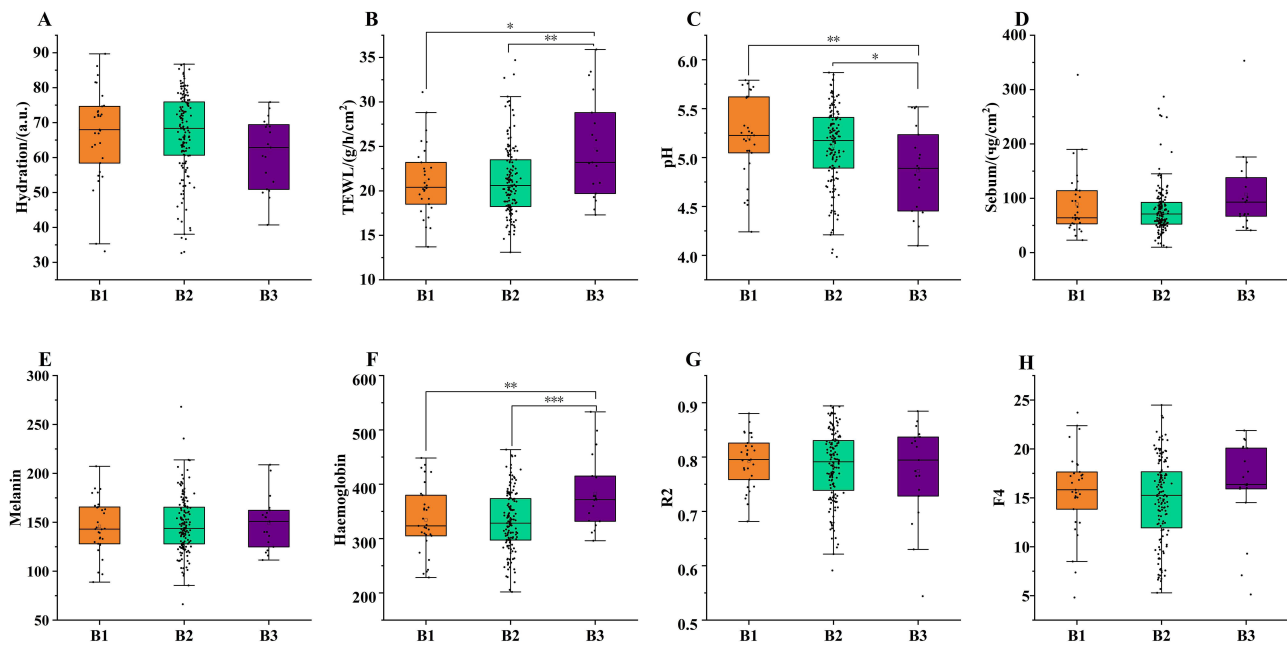 A
Hydration/(a.u.)
90
80
70
60
50
40
30
B1 B2 B3
B
TEWL/(g/h/cm²)
35
30
25
20
15
10
*
**
B1 B2 B3
C
pH
6.0
5.5
5.0
4.5
4.0
**
*
B1 B2 B3
D
Sebum/(чg/cm²)
400
300
200
100
0
B1 B2 B3
E
Melanin
300
250
200
150
100
50
B1 B2 B3
F
Haemoglobin
600
500
400
300
200
**
***
B1 B2 B3
G
R2
0.9
0.8
0.7
0.6
0.5
B1 B2 B3
H
F4
25
20
15
10
5
B1 B2 B3